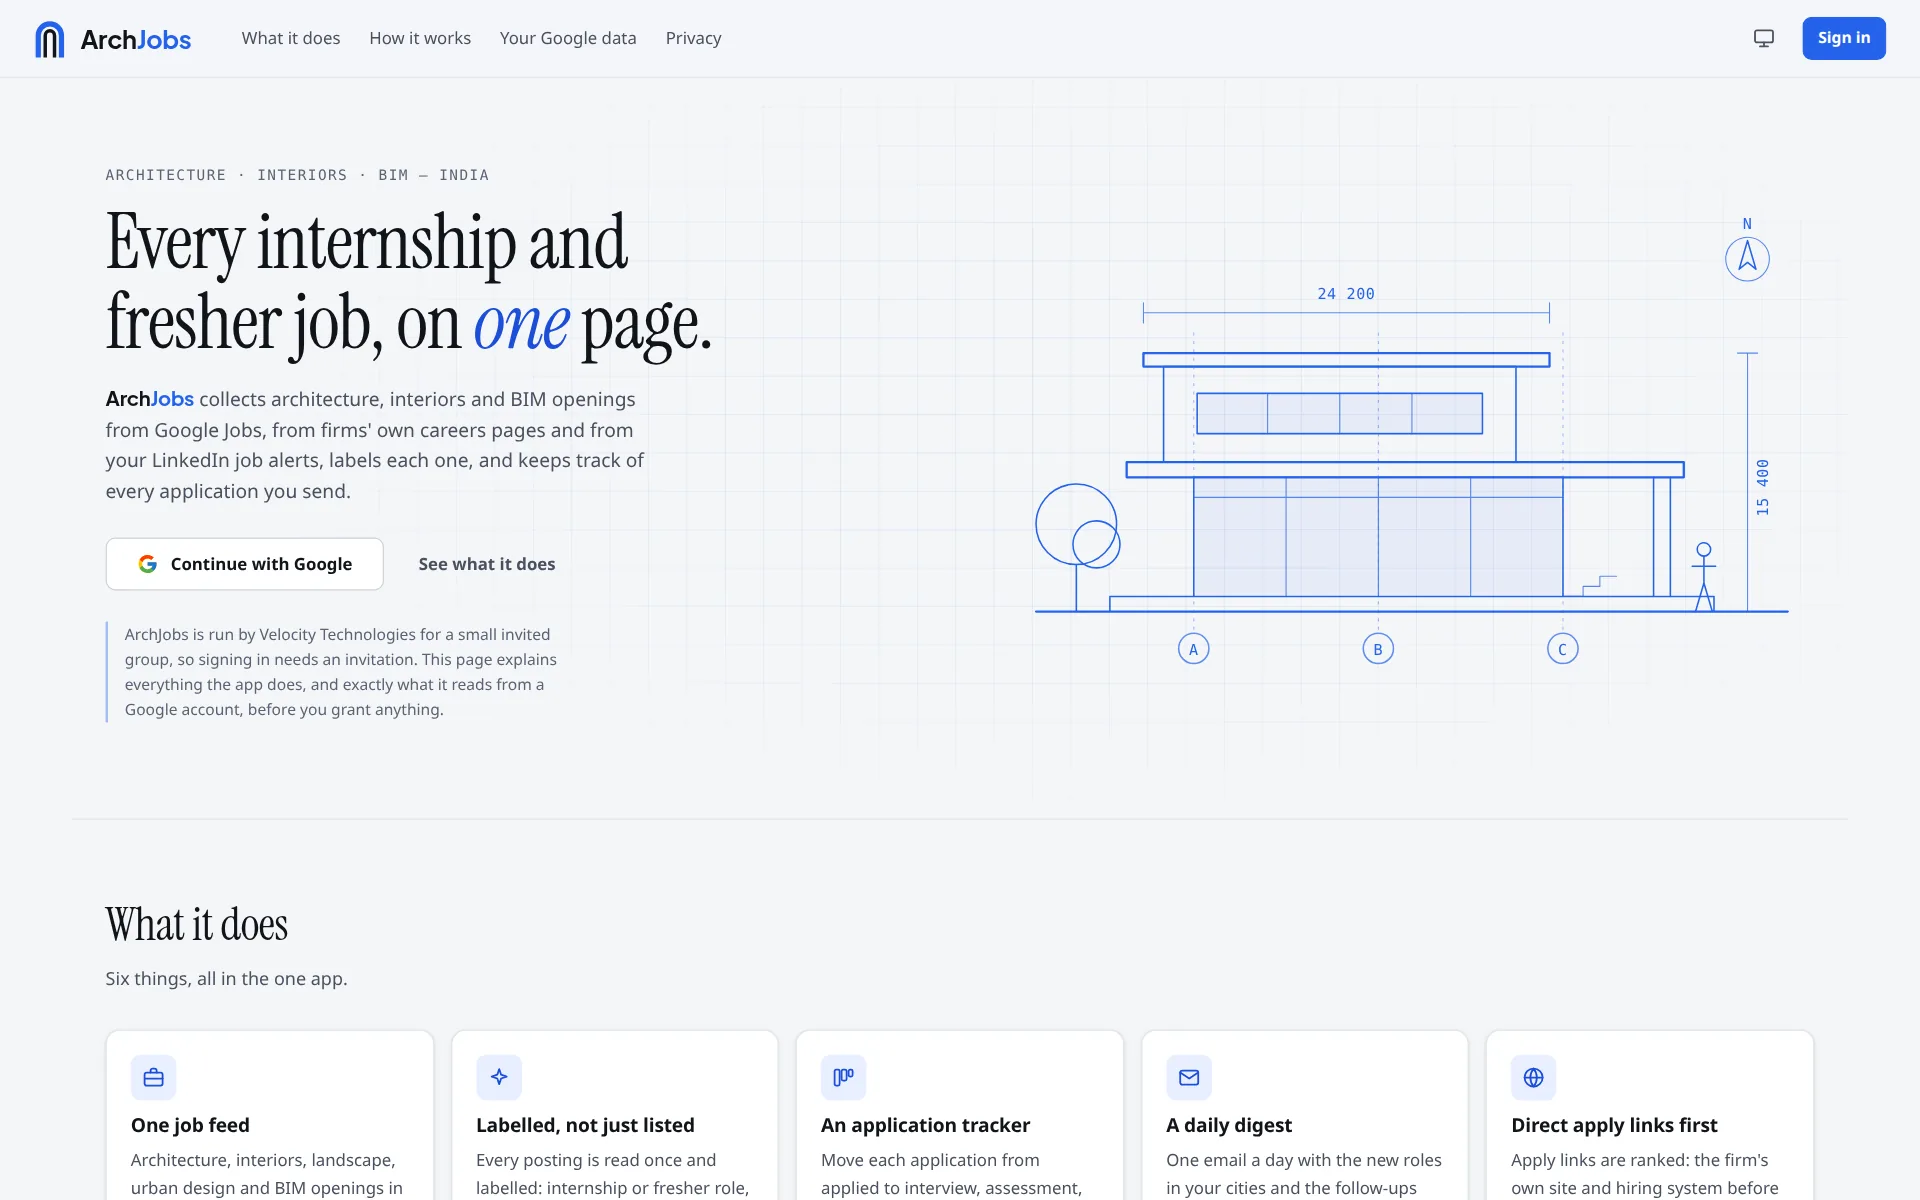 ArchJobs
What it does
How it works
Your Google data
Privacy
Sign in
ARCHITECTURE · INTERIORS · BIM — INDIA
Every internship and
fresher job, on one page.
ArchJobs collects architecture, interiors and BIM openings
from Google Jobs, from firms' own careers pages and from
your LinkedIn job alerts, labels each one, and keeps track of
every application you send.
Continue with Google
See what it does
ArchJobs is run by Velocity Technologies for a small invited
group, so signing in needs an invitation. This page explains
everything the app does, and exactly what it reads from a
Google account, before you grant anything.
N
24 200
15 400
A
B
C
What it does
Six things, all in the one app.
One job feed
Architecture, interiors, landscape,
urban design and BIM openings in
Labelled, not just listed
Every posting is read once and
labelled: internship or fresher role,
An application tracker
Move each application from
applied to interview, assessment,
A daily digest
One email a day with the new roles
in your cities and the follow-ups
Direct apply links first
Apply links are ranked: the firm's
own site and hiring system before